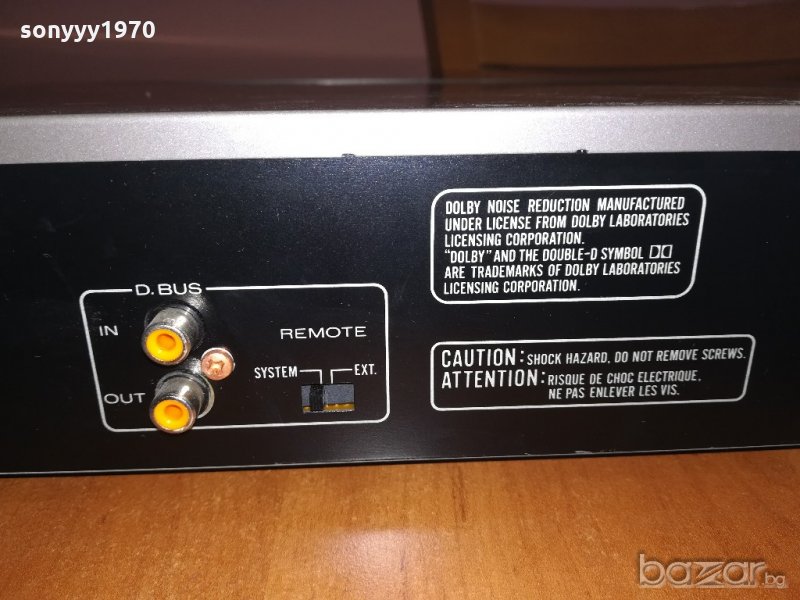 sonyyy1970
DOLBY NOISE REDUCTION MANUFACTURED
UNDER LICENSE FROM DOLBY LABORATORIES
LICENSING CORPORATION.
"DOLBY" AND THE DOUBLE-D SYMBOL
ARE TRADEMARKS OF DOLBY LABORATORIES
LICENSING CORPORATION.
D.BUS
IN
REMOTE
SYSTEM
EXT.
OUT
CAUTION: SHOCK HAZARD, DO NOT REMOVE SCREWS.
ATTENTION: RISQUE DE CHOC ELECTRIQUE,
NE PAS ENLEVER LES VIS.
bazar.bg